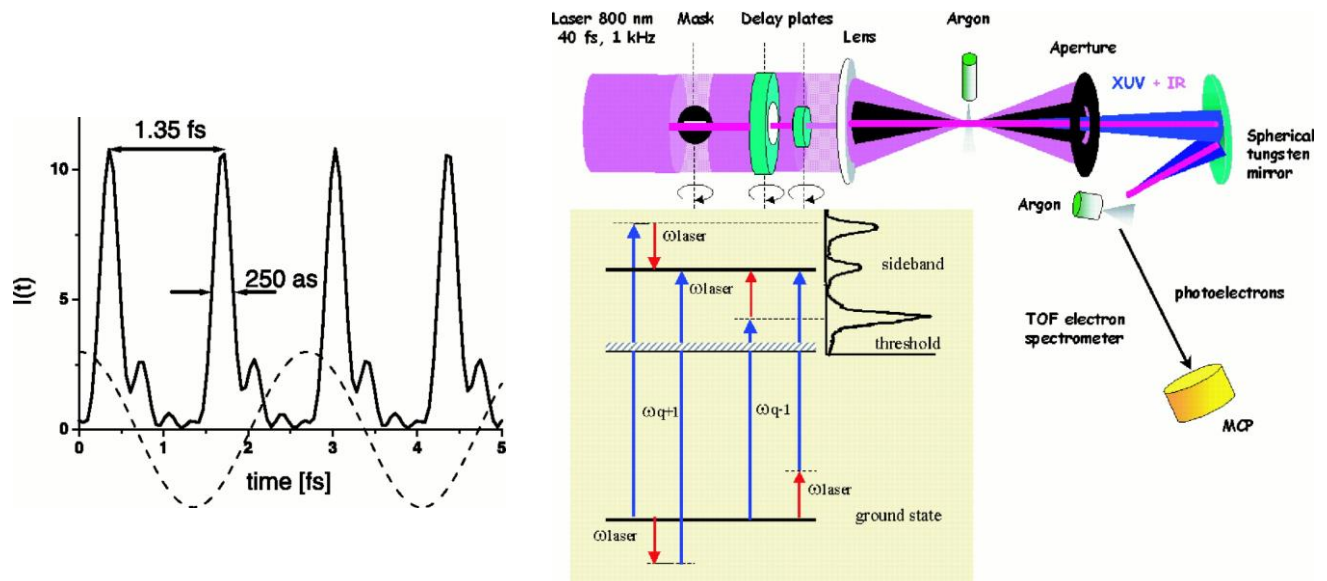 1.35 fs
250 as
10
5
0
I(t)
0 1 2 3 4 5
time [fs]
Laser 800 nm
40 fs, 1 kHz
Mask
Delay plates
Lens
Argon
Aperture
XUV + IR
Spherical
tungsten
mirror
Argon
photoelectrons
TOF electron
spectrometer
MCP
ωlaser
ωlaser
sideband
threshold
ωq+1
ωq-1
ωlaser
ground state
ωlaser